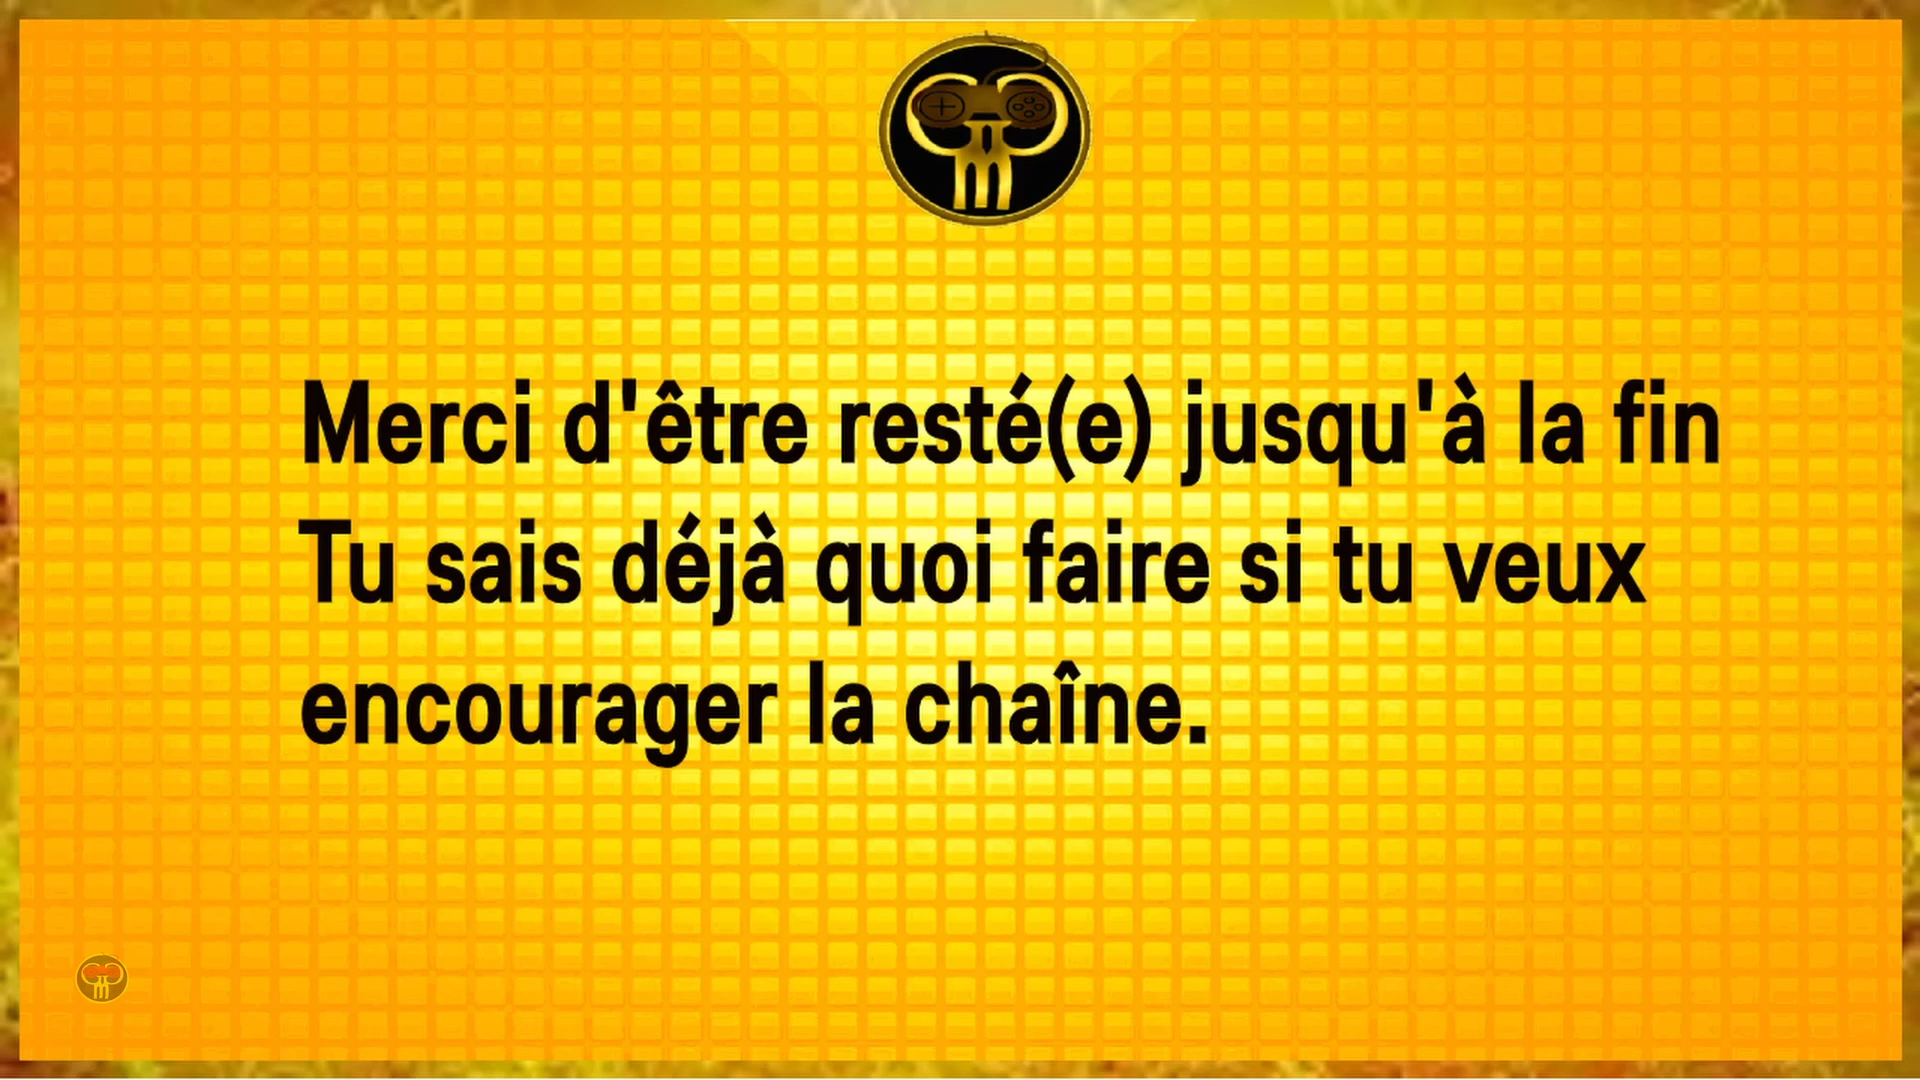 Merci d'être resté(e) jusqu'à la fin
Tu sais déjà quoi faire si tu veux
encourager la chaîne.